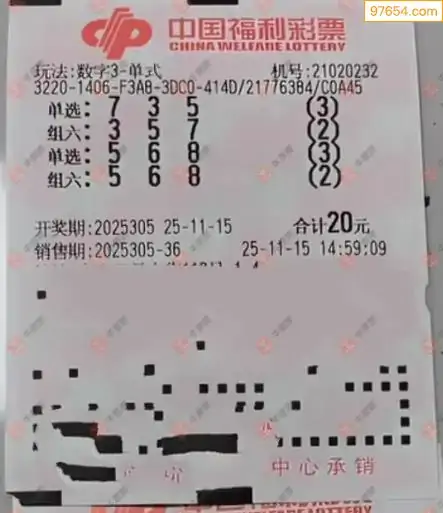 97654.com
中国福利彩票
CHINA WELFARE LOTTERY
玩法:数字3-单式 机号:21020232
3220-1406-F3A8-3DC0-414D/21776384/C0A45
单选: 7 3 5 (3)
组六: 3 5 7 (2)
单选: 5 6 8 (3)
组六: 5 6 8 (2)
开奖期:2025305 25-11-15 合计20元
销售期:2025305-36 25-11-15 14:59:09
中心承销